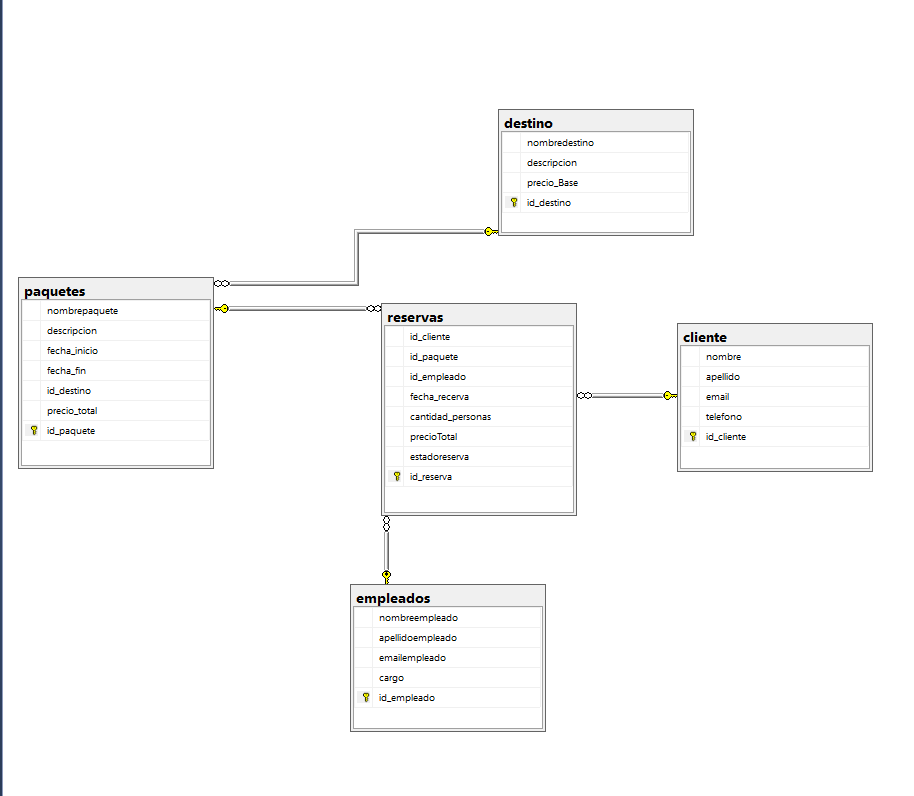 destino
nombredestino
descripcion
precio_Base
id_destino
paquetes
nombrepaquete
descripcion
fecha_inicio
fecha_fin
id_destino
precio_total
id_paquete
reservas
id_cliente
id_paquete
id_empleado
fecha_recerva
cantidad_personas
precioTotal
estadoreserva
id_reserva
cliente
nombre
apellido
email
telefono
id_cliente
empleados
nombreempleado
apellidoempleado
emailempleado
cargo
id_empleado